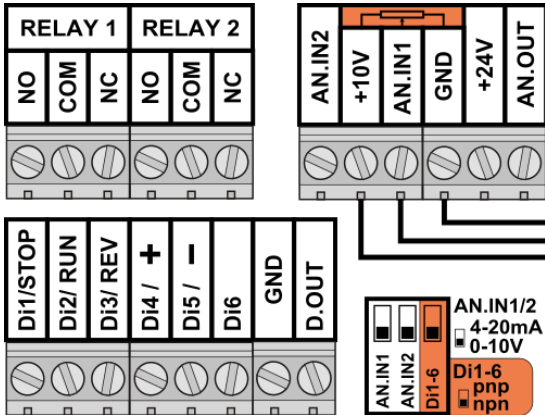 RELAY 1 RELAY 2
NO COM NC NO COM NC
AN.IN2 +10V AN.IN1 GND +24V AN.OUT
Di1/STOP Di2/ RUN Di3/ REV Di4/ + Di5/ − Di6 GND D.OUT
AN.IN1 AN.IN2 Di1-6
AN.IN1/2
4-20mA
0-10V
Di1-6
pnp
npn